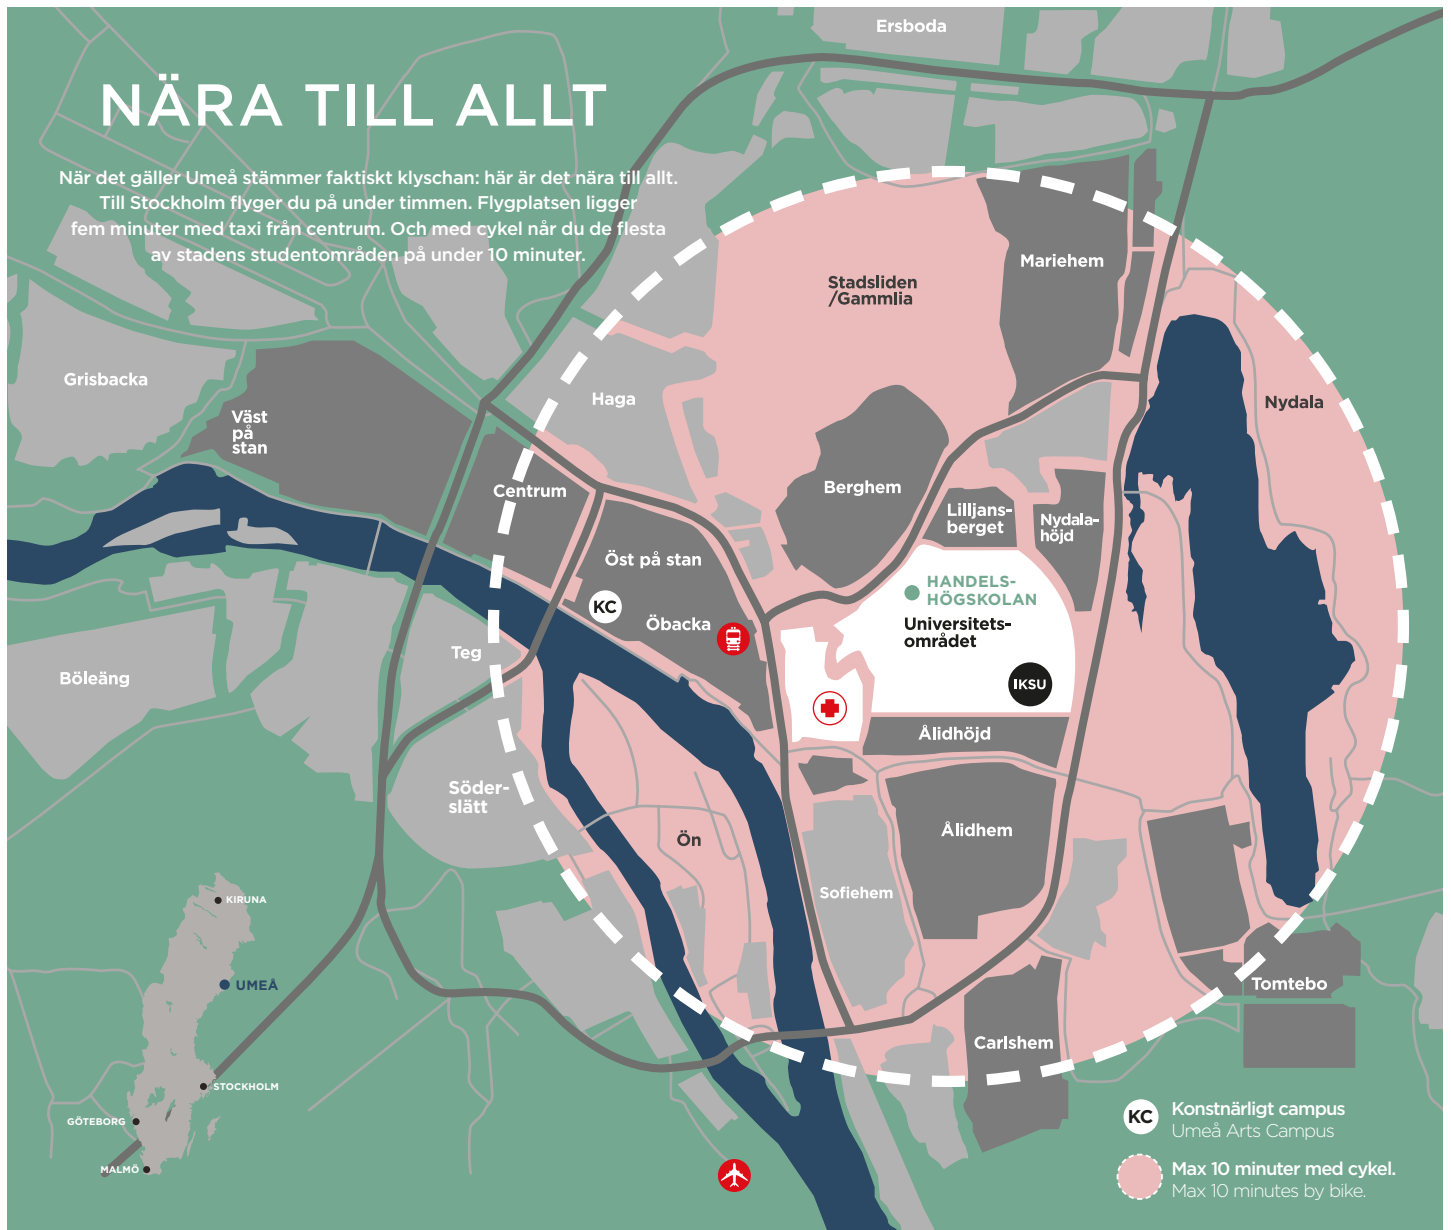 Ersboda
NÄRA TILL ALLT
När det gäller Umeå stämmer faktiskt klyschan: här är det nära till allt.
Till Stockholm flyger du på under timmen. Flygplatsen ligger
fem minuter med taxi från centrum. Och med cykel når du de flesta
av stadens studentområden på under 10 minuter.
Mariehem
Stadsliden
/Gammlia
Grisbacka
Haga
Nydala
Väst
på
stan
Centrum
Berghem
Lilljans-
berget
Nydala-
höjd
Öst på stan
HANDELS-
HÖGSKOLAN
KC
Öbacka
Universitets-
området
Teg
Böleäng
IKSU
Ålidhöjd
Söder-
slätt
Ön
Ålidhem
Sofiehem
KIRUNA
UMEÅ
Tomtebo
Carlshem
STOCKHOLM
GÖTEBORG
MALMÖ
KC
Konstnärligt campus
Umeå Arts Campus
Max 10 minuter med cykel.
Max 10 minutes by bike.